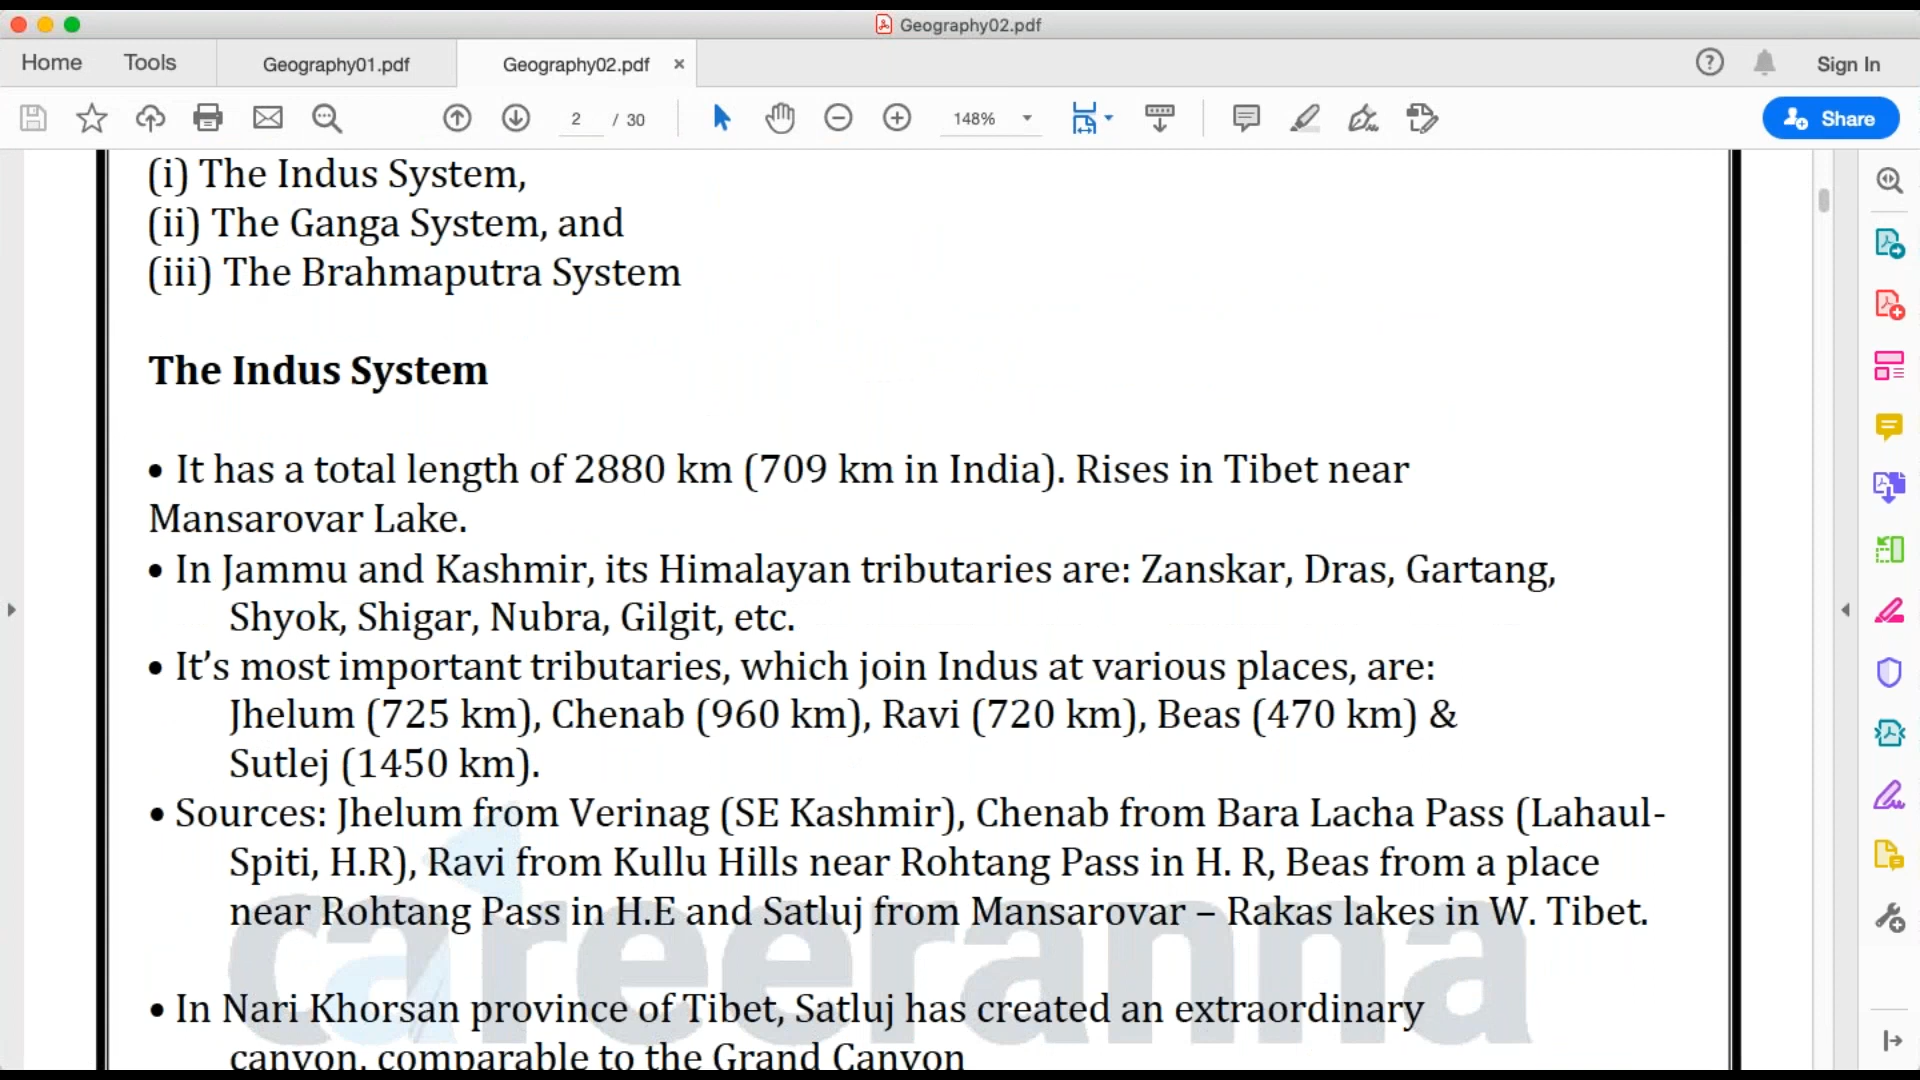 Geography02.pdf
Home Tools Geography01.pdf Geography02.pdf × Sign In
2 / 30 148% Share
(i) The Indus System,
(ii) The Ganga System, and
(iii) The Brahmaputra System
The Indus System
• It has a total length of 2880 km (709 km in India). Rises in Tibet near
Mansarovar Lake.
• In Jammu and Kashmir, its Himalayan tributaries are: Zanskar, Dras, Gartang,
Shyok, Shigar, Nubra, Gilgit, etc.
• It’s most important tributaries, which join Indus at various places, are:
Jhelum (725 km), Chenab (960 km), Ravi (720 km), Beas (470 km) &
Sutlej (1450 km).
• Sources: Jhelum from Verinag (SE Kashmir), Chenab from Bara Lacha Pass (Lahaul-
Spiti, H.R), Ravi from Kullu Hills near Rohtang Pass in H. R, Beas from a place
near Rohtang Pass in H.E and Satluj from Mansarovar – Rakas lakes in W. Tibet.
careeranna
• In Nari Khorsan province of Tibet, Satluj has created an extraordinary
canyon, comparable to the Grand Canyon